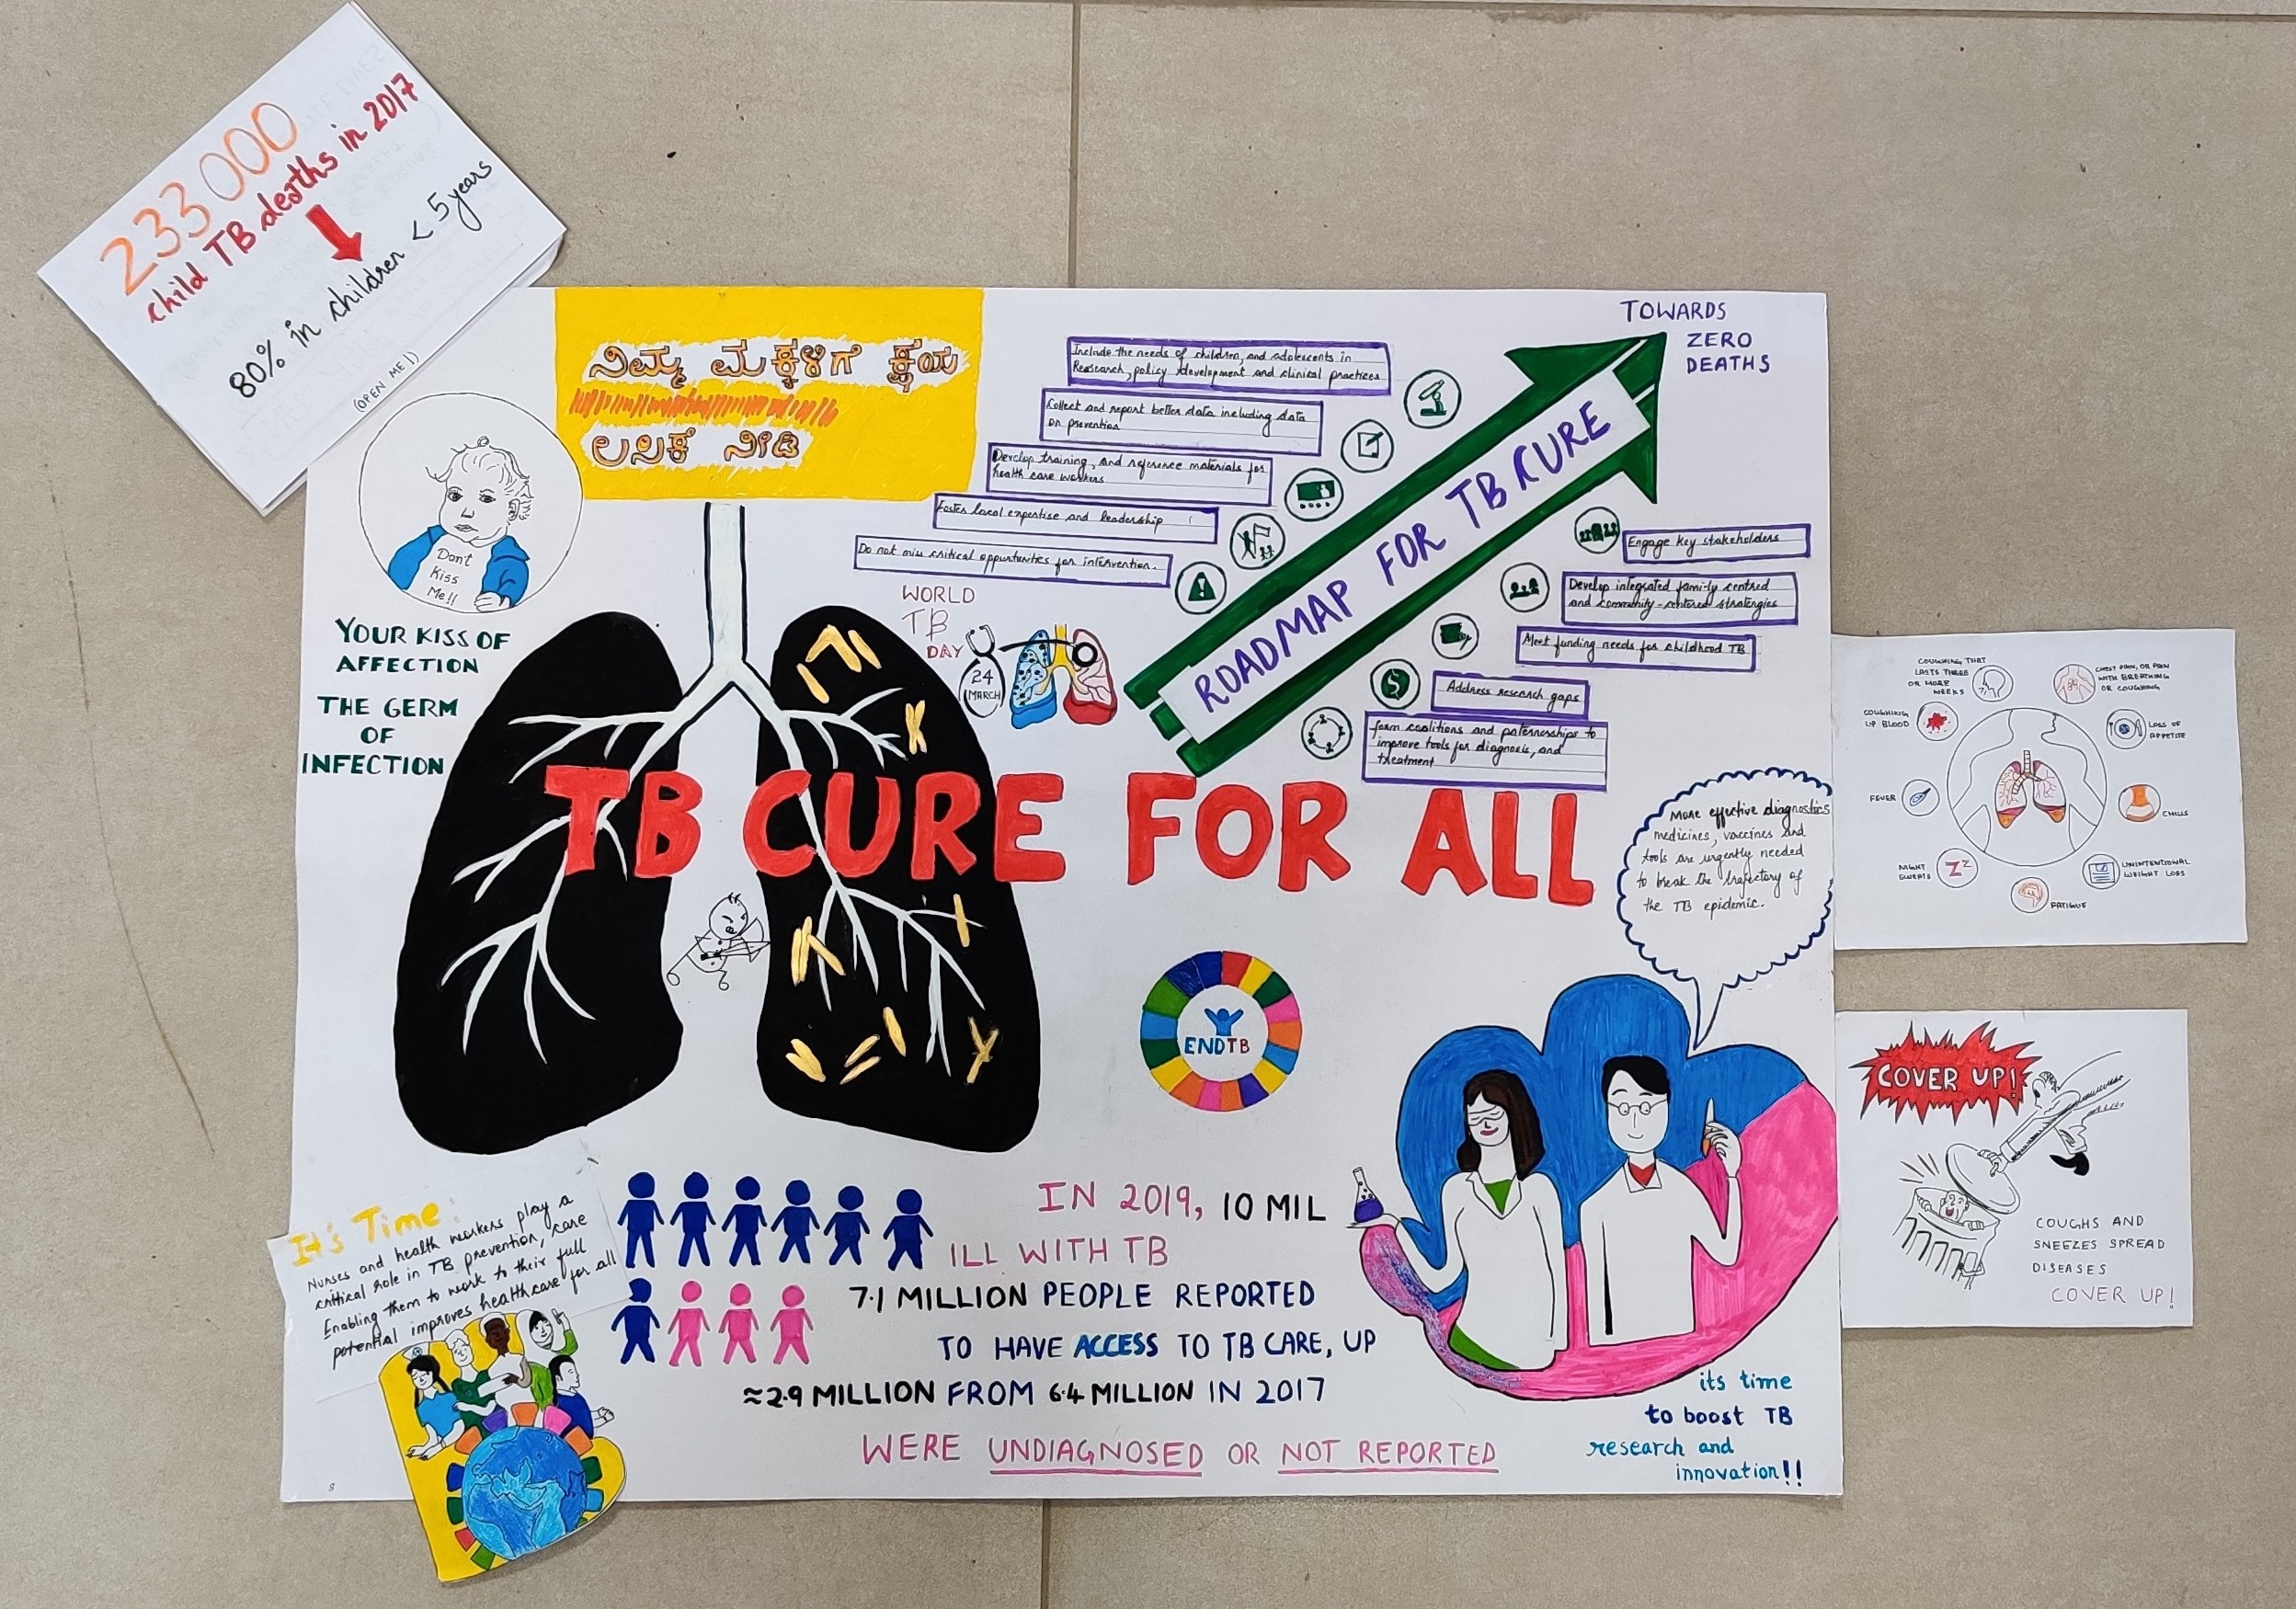 233000
child TB deaths in 2017
80% in children < 5 years
(OPEN ME!)
ನಿಮ್ಮ ಮಕ್ಕಳಿಗೆ ಕ್ಷಯ
ಲಸಿಕೆ ನೀಡಿ
Don't
Kiss
Me!!
YOUR KISS OF
AFFECTION
THE GERM
OF
INFECTION
TOWARDS
ZERO
DEATHS
ROADMAP FOR TB CURE
Include the needs of children, and adolescents in
Research, policy development and clinical practices
Collect and report better data including data
on prevention
Develop training, and reference materials for
health care workers
Foster local expertise and leadership
Do not miss critical oppurtunities for intervention.
Engage key stakeholders
Develop integrated family centred
and community-centered stratergies
Meet funding needs for childhood TB
Address research gaps
form coalitions and paternerships to
improve tools for diagnosis, and
treatment
WORLD
TB
DAY
24
MARCH
TB CURE FOR ALL
More effective diagnostics
medicines, vaccines and
tools are urgently needed
to break the trajectory of
the TB epidemic.
ENDTB
It's Time:
Nurses and health workers play a
critical role in TB prevention, care
Enabling them to work to their full
potential improves healthcare for all
IN 2019, 10 MIL
ILL WITH TB
7.1 MILLION PEOPLE REPORTED
TO HAVE ACCESS TO TB CARE, UP
≈2.9 MILLION FROM 6.4 MILLION IN 2017
WERE UNDIAGNOSED OR NOT REPORTED
its time
to boost TB
research and
innovation!!
COUGHING THAT
LASTS THREE
OR MORE
WEEKS
CHEST PAIN, OR PAIN
WITH BREATHING
OR COUGHING
COUGHING
UP BLOOD
LOSS OF
APPETITE
FEVER
CHILLS
NIGHT
SWEATS
ZZ
UNINTENTIONAL
WEIGHT LOSS
FATIGUE
COVER UP!
COUGHS AND
SNEEZES SPREAD
DISEASES
COVER UP!